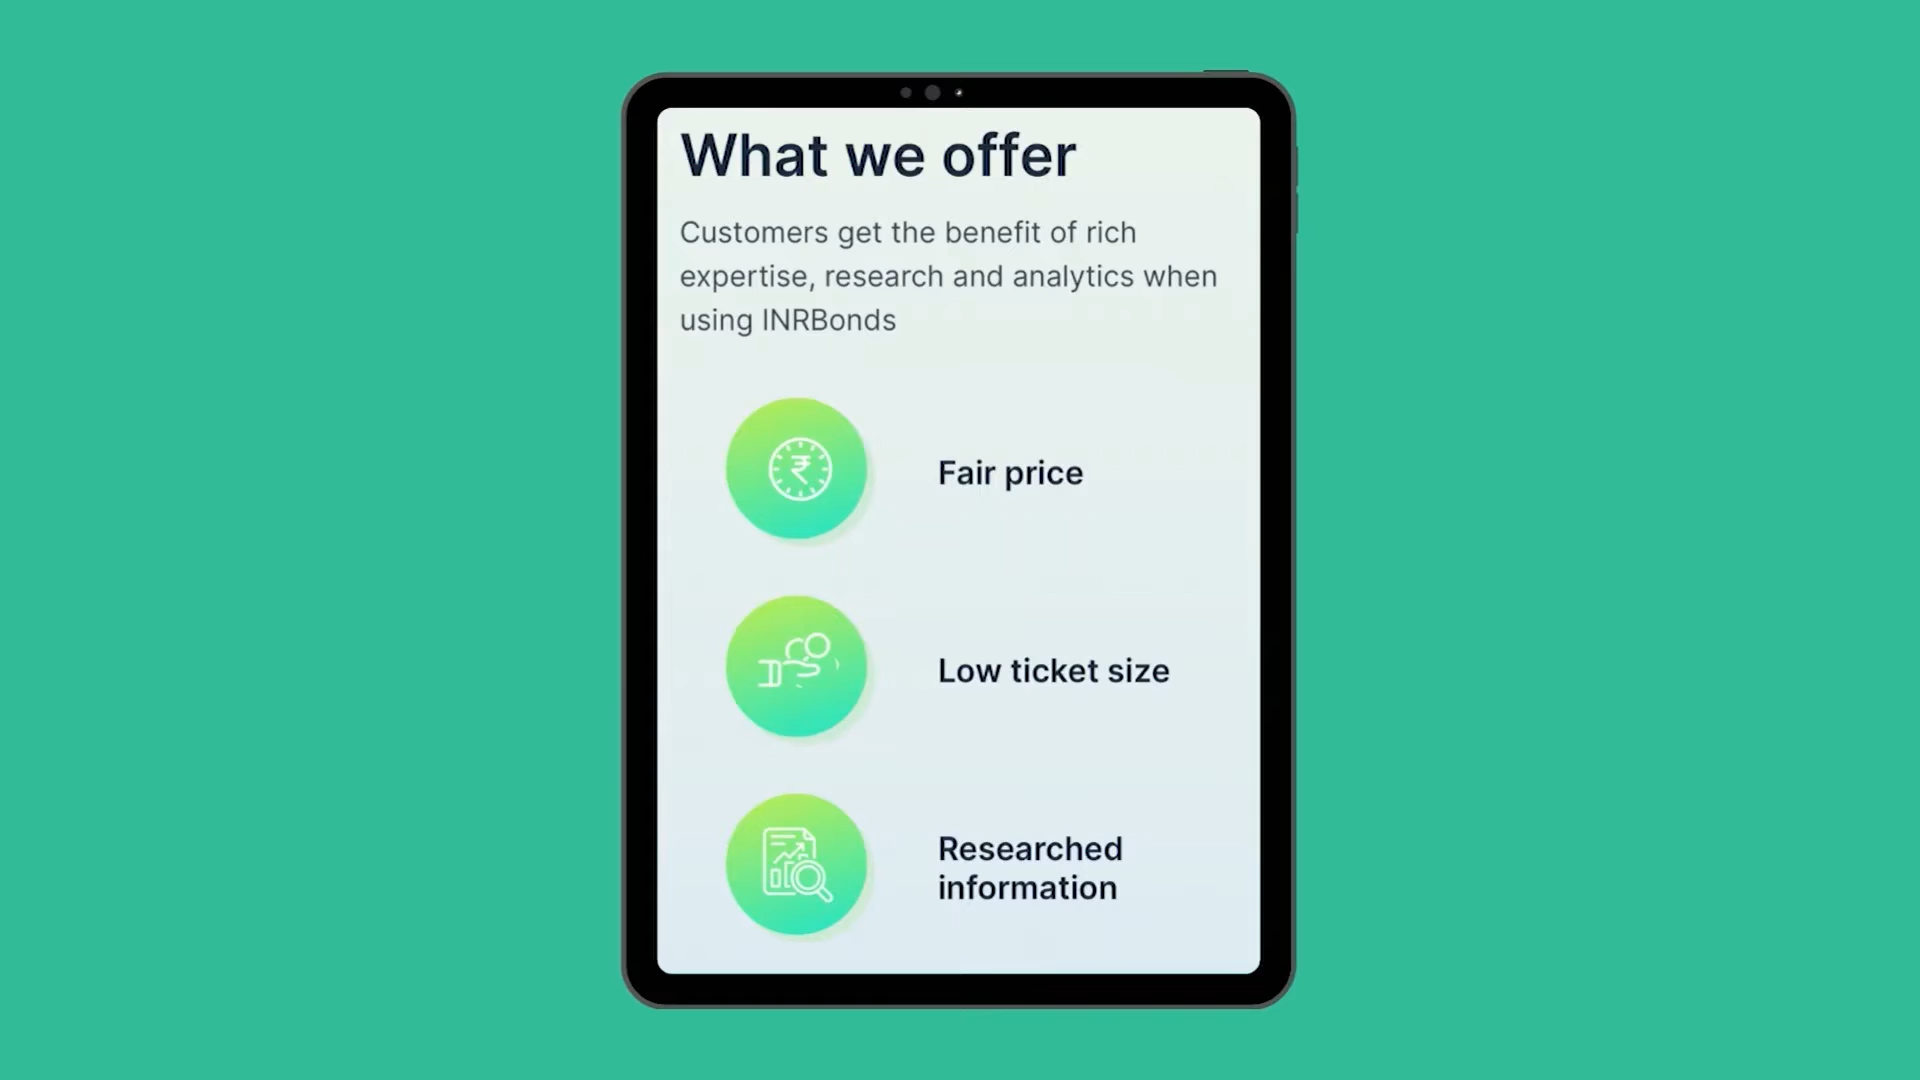 What we offer
Customers get the benefit of rich
expertise, research and analytics when
using INRBonds
₹
Fair price
Low ticket size
Researched
information